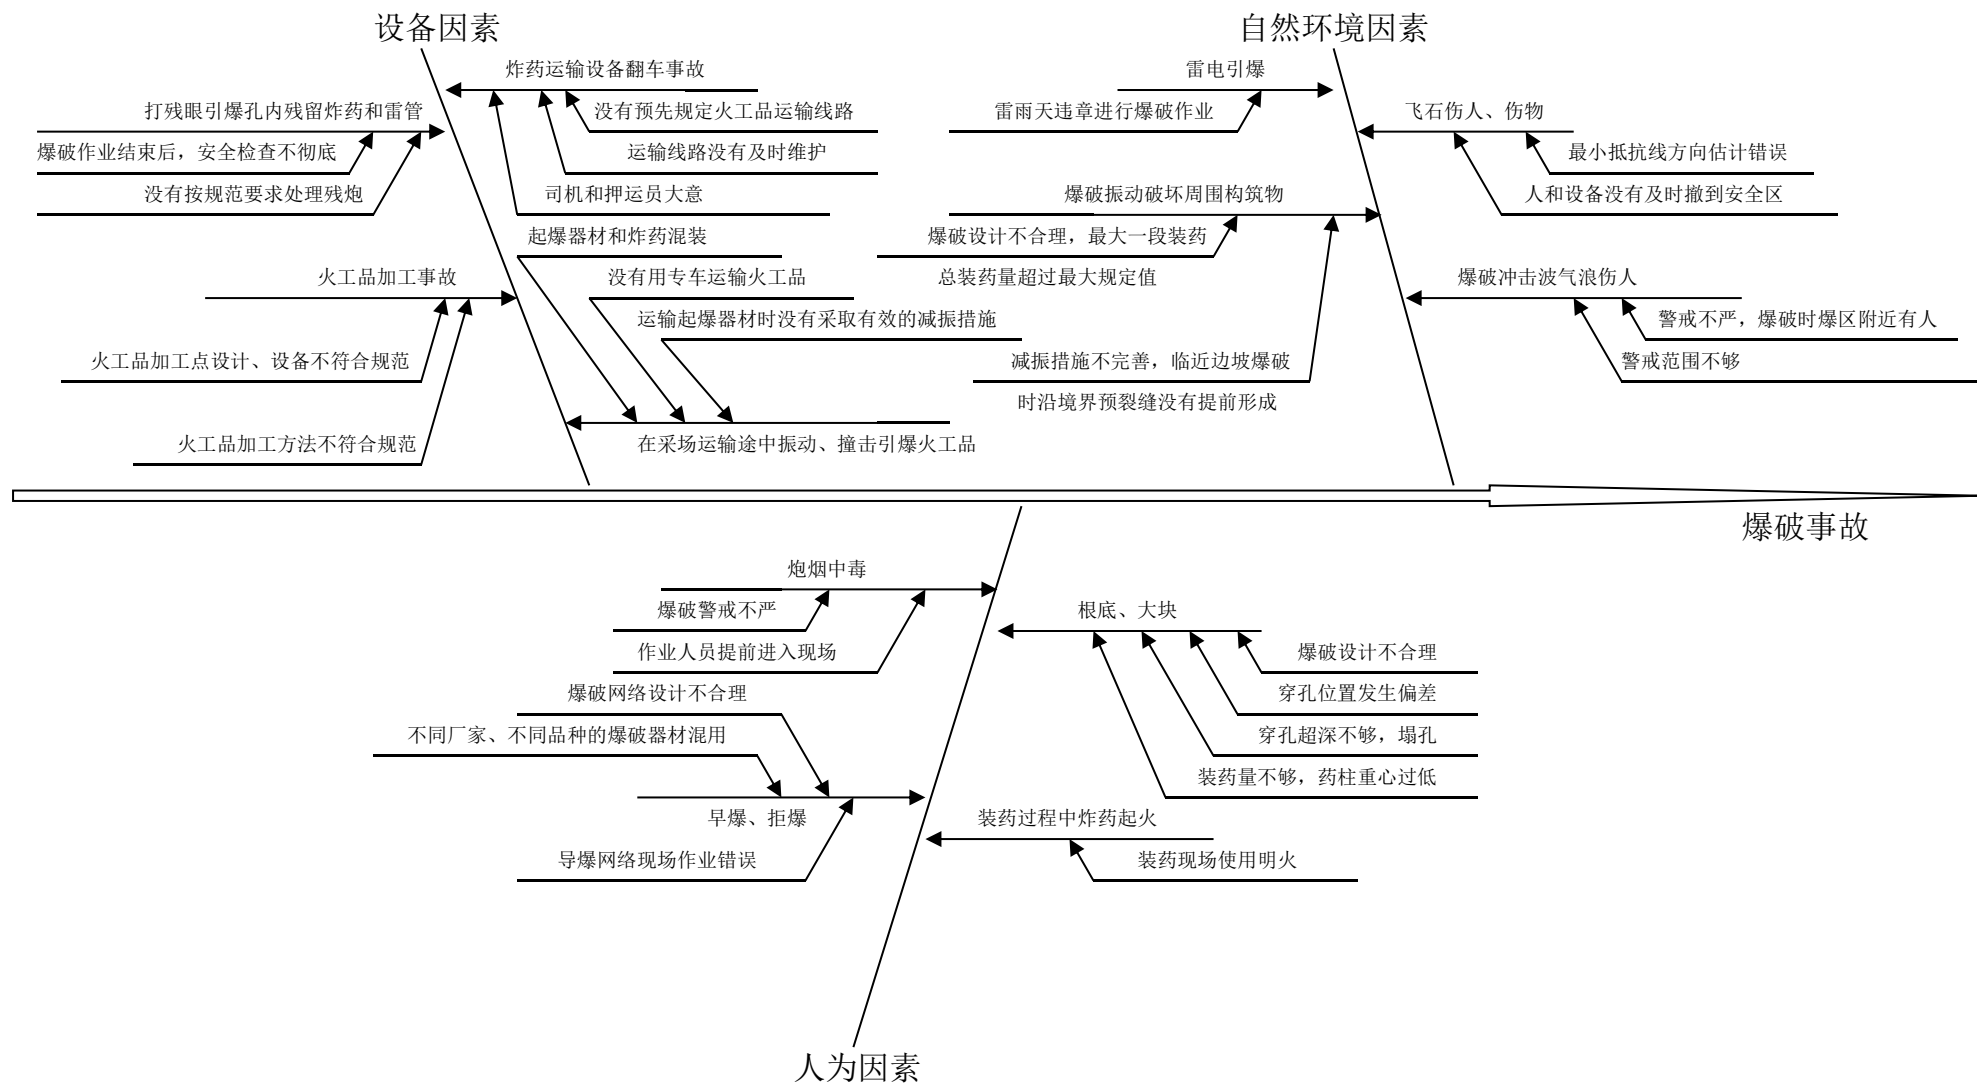 设备因素
自然环境因素
炸药运输设备翻车事故
雷电引爆
打残眼引爆孔内残留炸药和雷管
没有预先规定火工品运输线路
雷雨天违章进行爆破作业
飞石伤人、伤物
爆破作业结束后，安全检查不彻底
运输线路没有及时维护
最小抵抗线方向估计错误
没有按规范要求处理残炮
司机和押运员大意
爆破振动破坏周围构筑物
人和设备没有及时撤到安全区
起爆器材和炸药混装
爆破设计不合理，最大一段装药
火工品加工事故
没有用专车运输火工品
总装药量超过最大规定值
爆破冲击波气浪伤人
运输起爆器材时没有采取有效的减振措施
警戒不严，爆破时爆区附近有人
火工品加工点设计、设备不符合规范
减振措施不完善，临近边坡爆破
警戒范围不够
时沿境界预裂缝没有提前形成
火工品加工方法不符合规范
在采场运输途中振动、撞击引爆火工品
爆破事故
炮烟中毒
爆破警戒不严
根底、大块
作业人员提前进入现场
爆破设计不合理
爆破网络设计不合理
穿孔位置发生偏差
不同厂家、不同品种的爆破器材混用
穿孔超深不够，塌孔
装药量不够，药柱重心过低
早爆、拒爆
装药过程中炸药起火
导爆网络现场作业错误
装药现场使用明火
人为因素